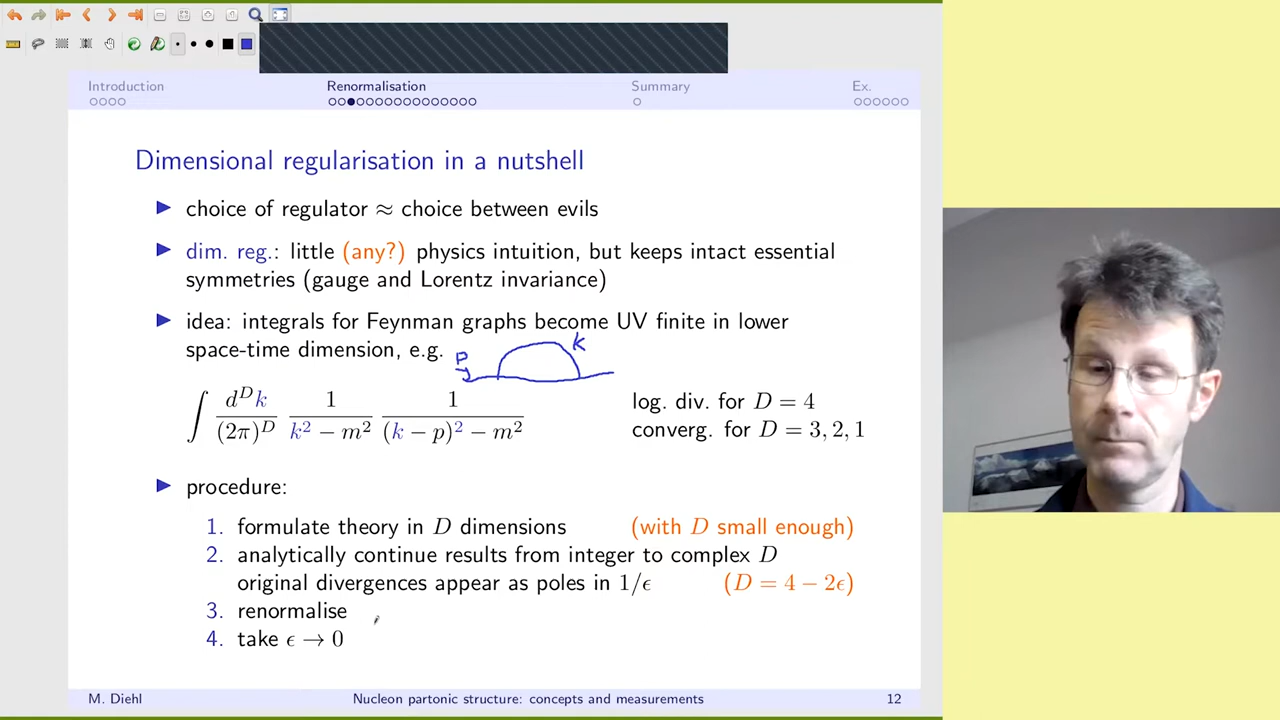 Introduction Renormalisation Summary Ex.
Dimensional regularisation in a nutshell
choice of regulator ≈ choice between evils
dim. reg.: little (any?) physics intuition, but keeps intact essential
symmetries (gauge and Lorentz invariance)
idea: integrals for Feynman graphs become UV finite in lower
space-time dimension, e.g.
p k
∫ d^Dk/(2π)^D 1/(k² − m²) 1/((k − p)² − m²)
log. div. for D = 4
converg. for D = 3, 2, 1
procedure:
1. formulate theory in D dimensions (with D small enough)
2. analytically continue results from integer to complex D
original divergences appear as poles in 1/ϵ (D = 4 − 2ϵ)
3. renormalise
4. take ϵ → 0
M. Diehl Nucleon partonic structure: concepts and measurements 12